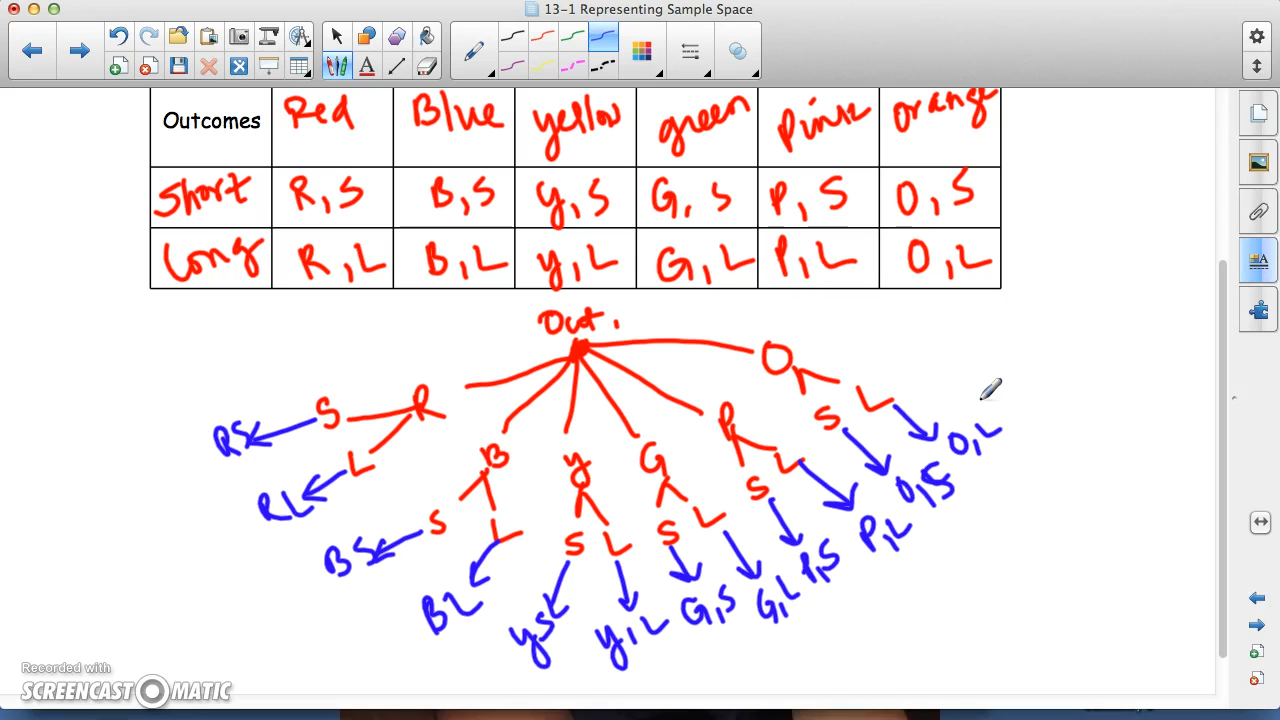 13-1 Representing Sample Space
Outcomes Red Blue yellow green pink orange
short R,S B,S y,S G,S P,S O,S
long R,L B,L y,L G,L P,L O,L
Out.
O
S R P S L
RS L B y G L O,L
RL S O,S
S L S L S L P,L
BS P,S
BL yS y,L G,S G,L
Recorded with
SCREENCAST MATIC